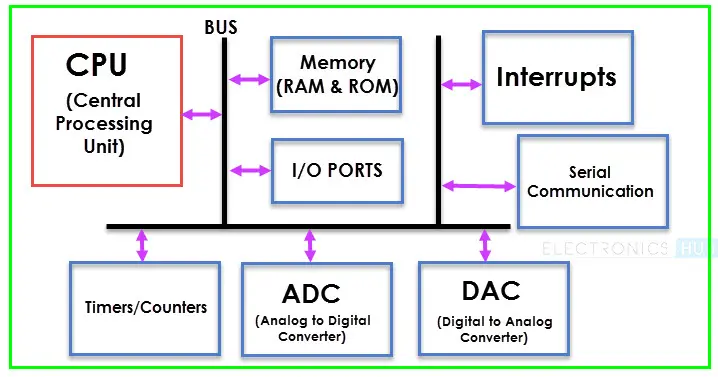 BUS
CPU
(Central
Processing
Unit)
Memory
(RAM & ROM)
Interrupts
I/O PORTS
Serial
Communication
ELECTRONICS HUB
Timers/Counters
ADC
(Analog to Digital
Converter)
DAC
(Digital to Analog
Converter)